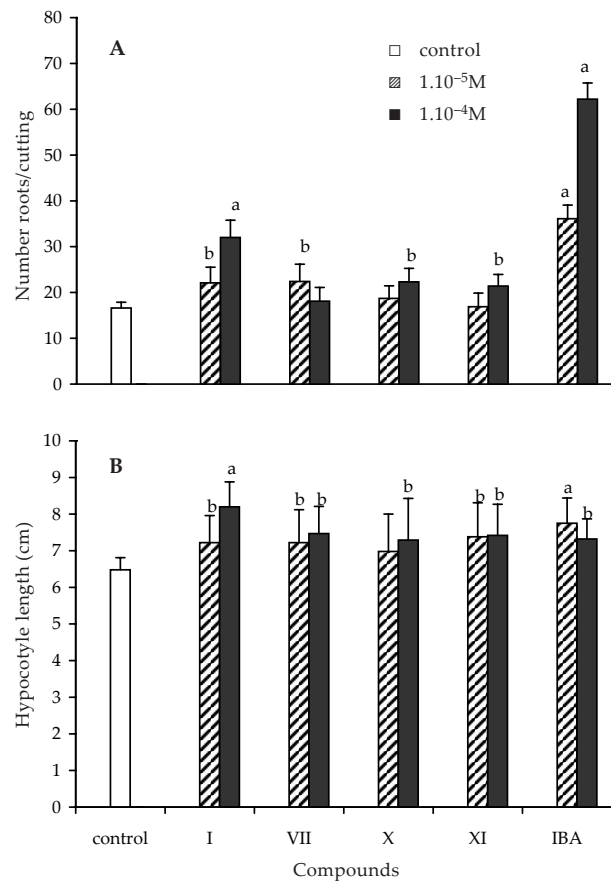 A
control
1.10⁻⁵M
1.10⁻⁴M
Number roots/cutting
80
70
60
50
40
30
20
10
0
b
a
b
b
b
a
a
B
Hypocotyle length (cm)
10
9
8
7
6
5
4
3
2
1
0
b
a
b
b
b
b
b
a
b
control
I
VII
X
XI
IBA
Compounds